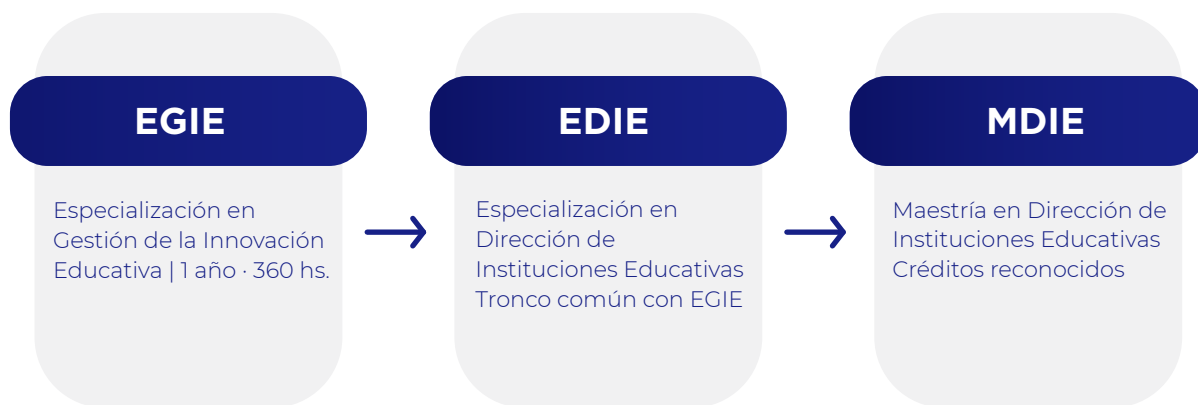 EGIE
Especialización en
Gestión de la Innovación
Educativa | 1 año · 360 hs.
EDIE
Especialización en
Dirección de
Instituciones Educativas
Tronco común con EGIE
MDIE
Maestría en Dirección de
Instituciones Educativas
Créditos reconocidos